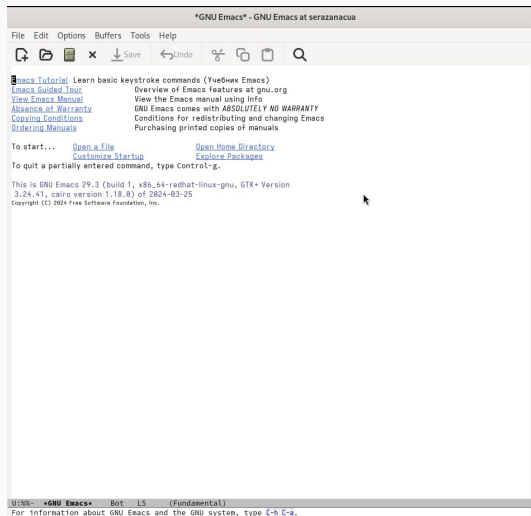 *GNU Emacs* - GNU Emacs at serazanacua
File Edit Options Buffers Tools Help
Save Undo
Emacs Tutorial Learn basic keystroke commands (Учебник Emacs)
Emacs Guided Tour Overview of Emacs features at gnu.org
View Emacs Manual View the Emacs manual using Info
Absence of Warranty GNU Emacs comes with ABSOLUTELY NO WARRANTY
Copying Conditions Conditions for redistributing and changing Emacs
Ordering Manuals Purchasing printed copies of manuals
To start... Open a File Open Home Directory
Customize Startup Explore Packages
To quit a partially entered command, type Control-g.
This is GNU Emacs 29.3 (build 1, x86_64-redhat-linux-gnu, GTK+ Version
3.24.41, cairo version 1.18.0) of 2024-03-25
Copyright (C) 2024 Free Software Foundation, Inc.
U:%%- *GNU Emacs* Bot L5 (Fundamental)
For information about GNU Emacs and the GNU system, type C-h C-a.